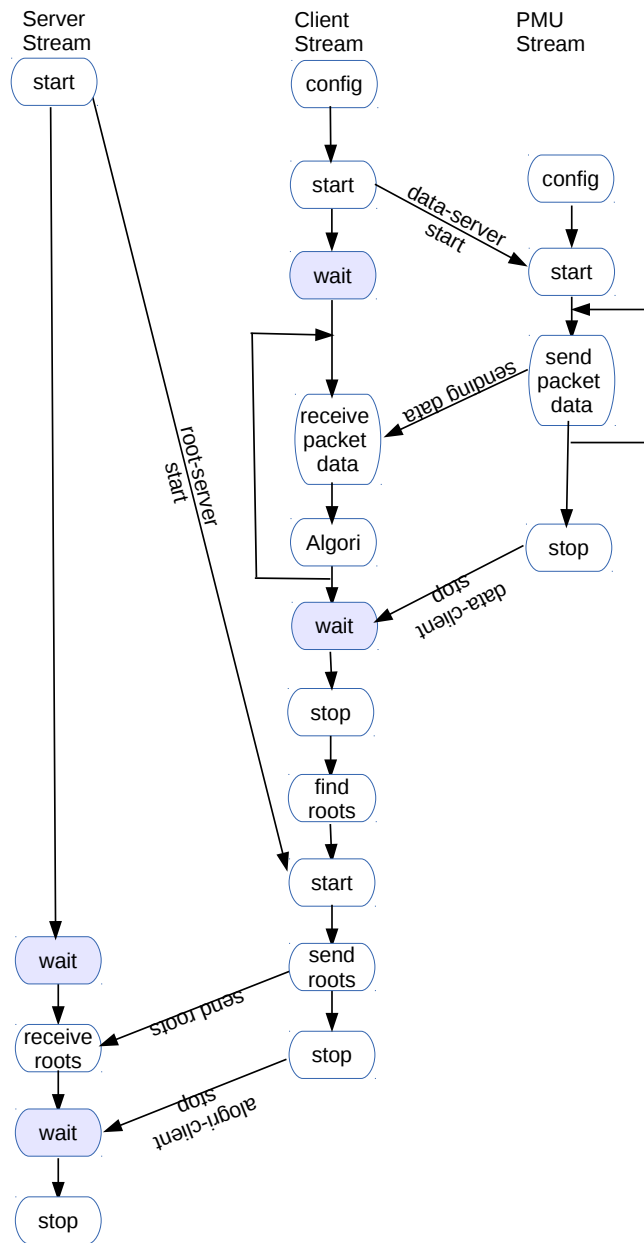 Server
Stream
Client
Stream
PMU
Stream
start
config
start
data-server
start
config
wait
start
send
packet
data
sending data
receive
packet
data
root-server
start
Algori
stop
data-client
stop
wait
stop
find
roots
start
wait
send
roots
send roots
receive
roots
stop
alogri-client
stop
wait
stop